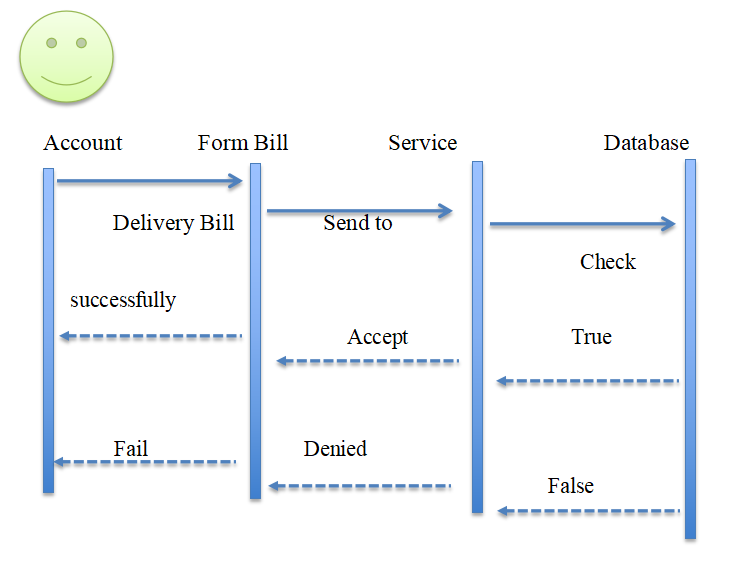 Account
Form Bill
Service
Database
Delivery Bill
Send to
Check
successfully
Accept
True
Fail
Denied
False